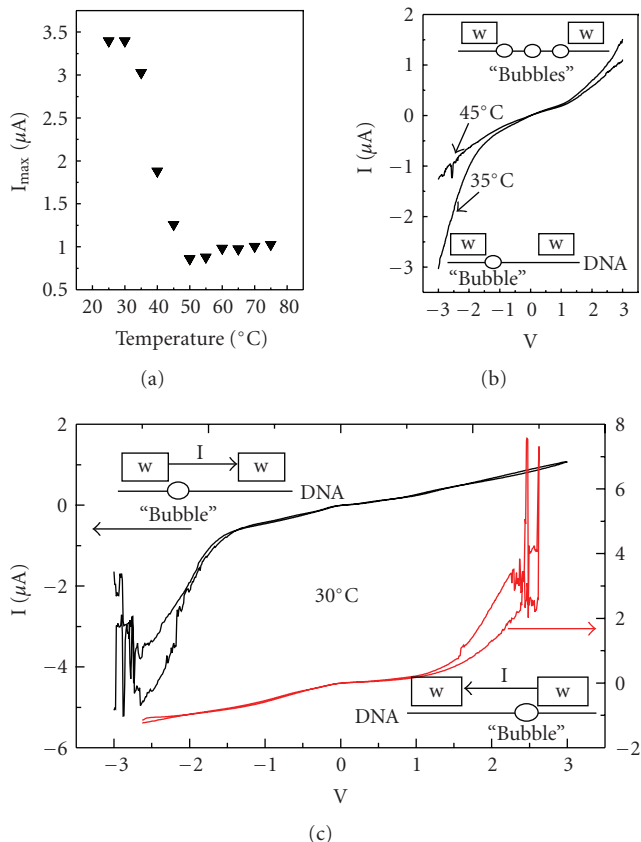 3.5
3
2.5
2
1.5
1
0.5
I max (μA)
20 30 40 50 60 70 80
Temperature (°C)
(a)
2
1
0
−1
−2
−3
I (μA)
w w
“Bubbles”
45°C
35°C
w w
“Bubble” DNA
−3 −2 −1 0 1 2 3
V
(b)
2
0
−2
−4
−6
I (μA)
8
6
4
2
0
−2
w I w
DNA
“Bubble”
30°C
w I w
DNA
“Bubble”
−3 −2 −1 0 1 2 3
V
(c)